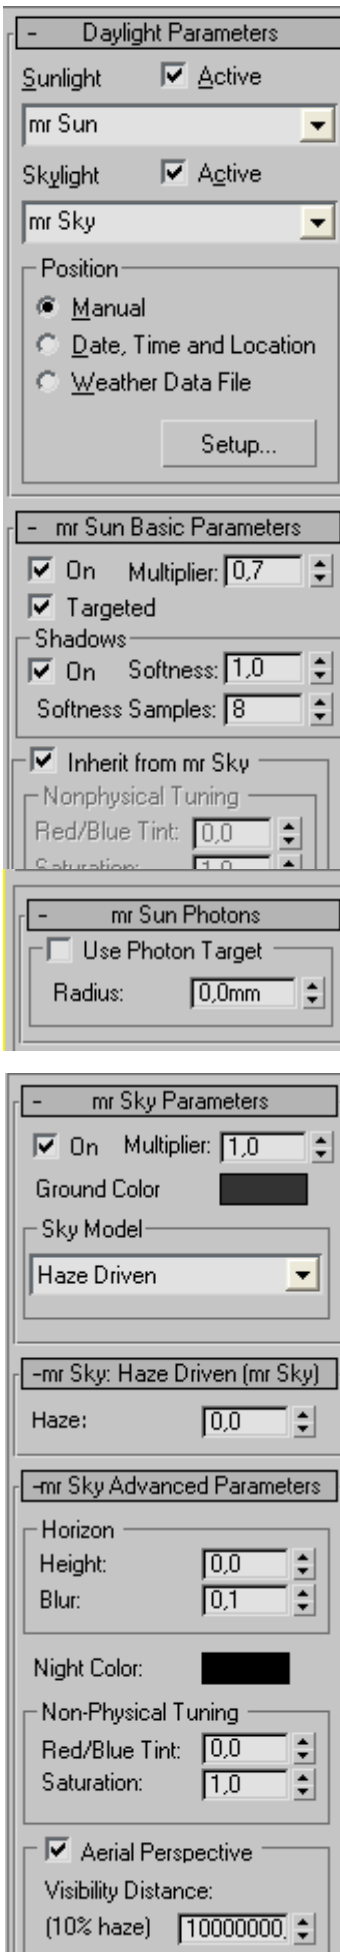 - Daylight Parameters
Sunlight Active
mr Sun
Skylight Active
mr Sky
Position
Manual
Date, Time and Location
Weather Data File
Setup...
- mr Sun Basic Parameters
On Multiplier: 0,7
Targeted
Shadows
On Softness: 1,0
Softness Samples: 8
Inherit from mr Sky
Nonphysical Tuning
Red/Blue Tint: 0,0
Saturation: 1,0
- mr Sun Photons
Use Photon Target
Radius: 0,0mm
- mr Sky Parameters
On Multiplier: 1,0
Ground Color
Sky Model
Haze Driven
-mr Sky: Haze Driven (mr Sky)
Haze: 0,0
-mr Sky Advanced Parameters
Horizon
Height: 0,0
Blur: 0,1
Night Color:
Non-Physical Tuning
Red/Blue Tint: 0,0
Saturation: 1,0
Aerial Perspective
Visibility Distance:
(10% haze) 10000000,